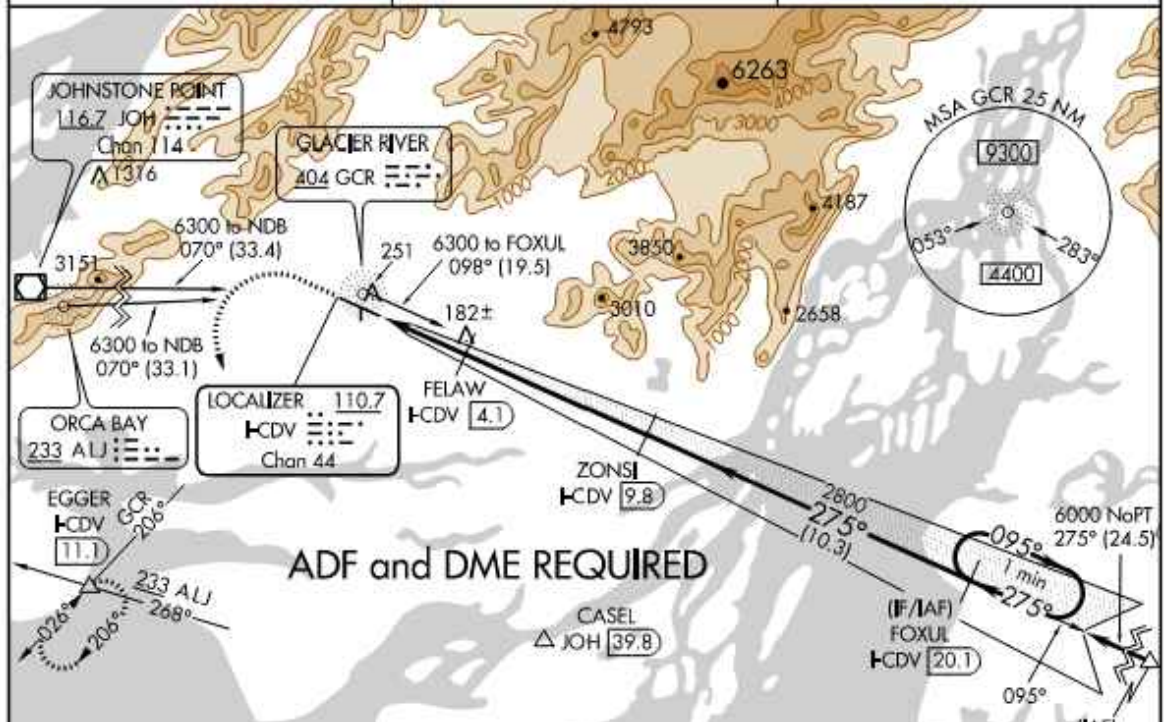 4793
6263
4000
3000
2000
MSA GCR 25 NM
9300
053°
283°
4400
JOHNSTONE POINT
116.7 JOH
Chan 114
1316
GLACIER RIVER
404 GCR
6300 to NDB
070° (33.4)
3151
251
6300 to FOXUL
098° (19.5)
4187
3850
3010
2658
182±
6300 to NDB
070° (33.1)
FELAW
I-CDV 4.1
LOCALIZER 110.7
I-CDV
Chan 44
ORCA BAY
233 ALJ
ZONSI
I-CDV 9.8
EGGER
I-CDV
11.1
GCR
206°
2800
275°
(10.3)
6000 NoPT
275° (24.5)
095°
1 min
275°
ADF and DME REQUIRED
233 ALJ
268°
026°
206°
CASEL
JOH 39.8
(IF/IAF)
FOXUL
I-CDV 20.1
095°